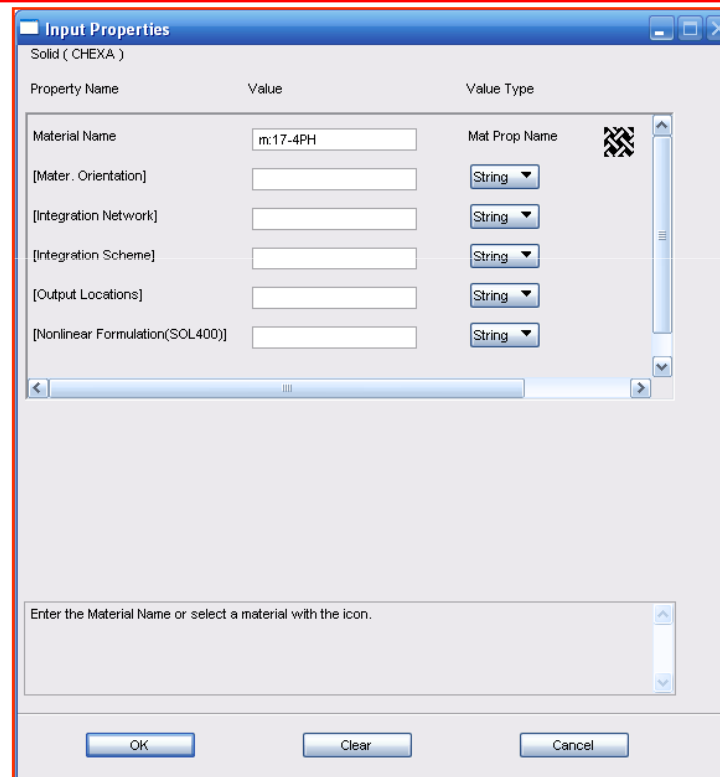 Input Properties
Solid ( CHEXA )
Property Name Value Value Type
Material Name m:17-4PH Mat Prop Name
[Mater. Orientation] String
[Integration Network] String
[Integration Scheme] String
[Output Locations] String
[Nonlinear Formulation(SOL400)] String
Enter the Material Name or select a material with the icon.
OK Clear Cancel